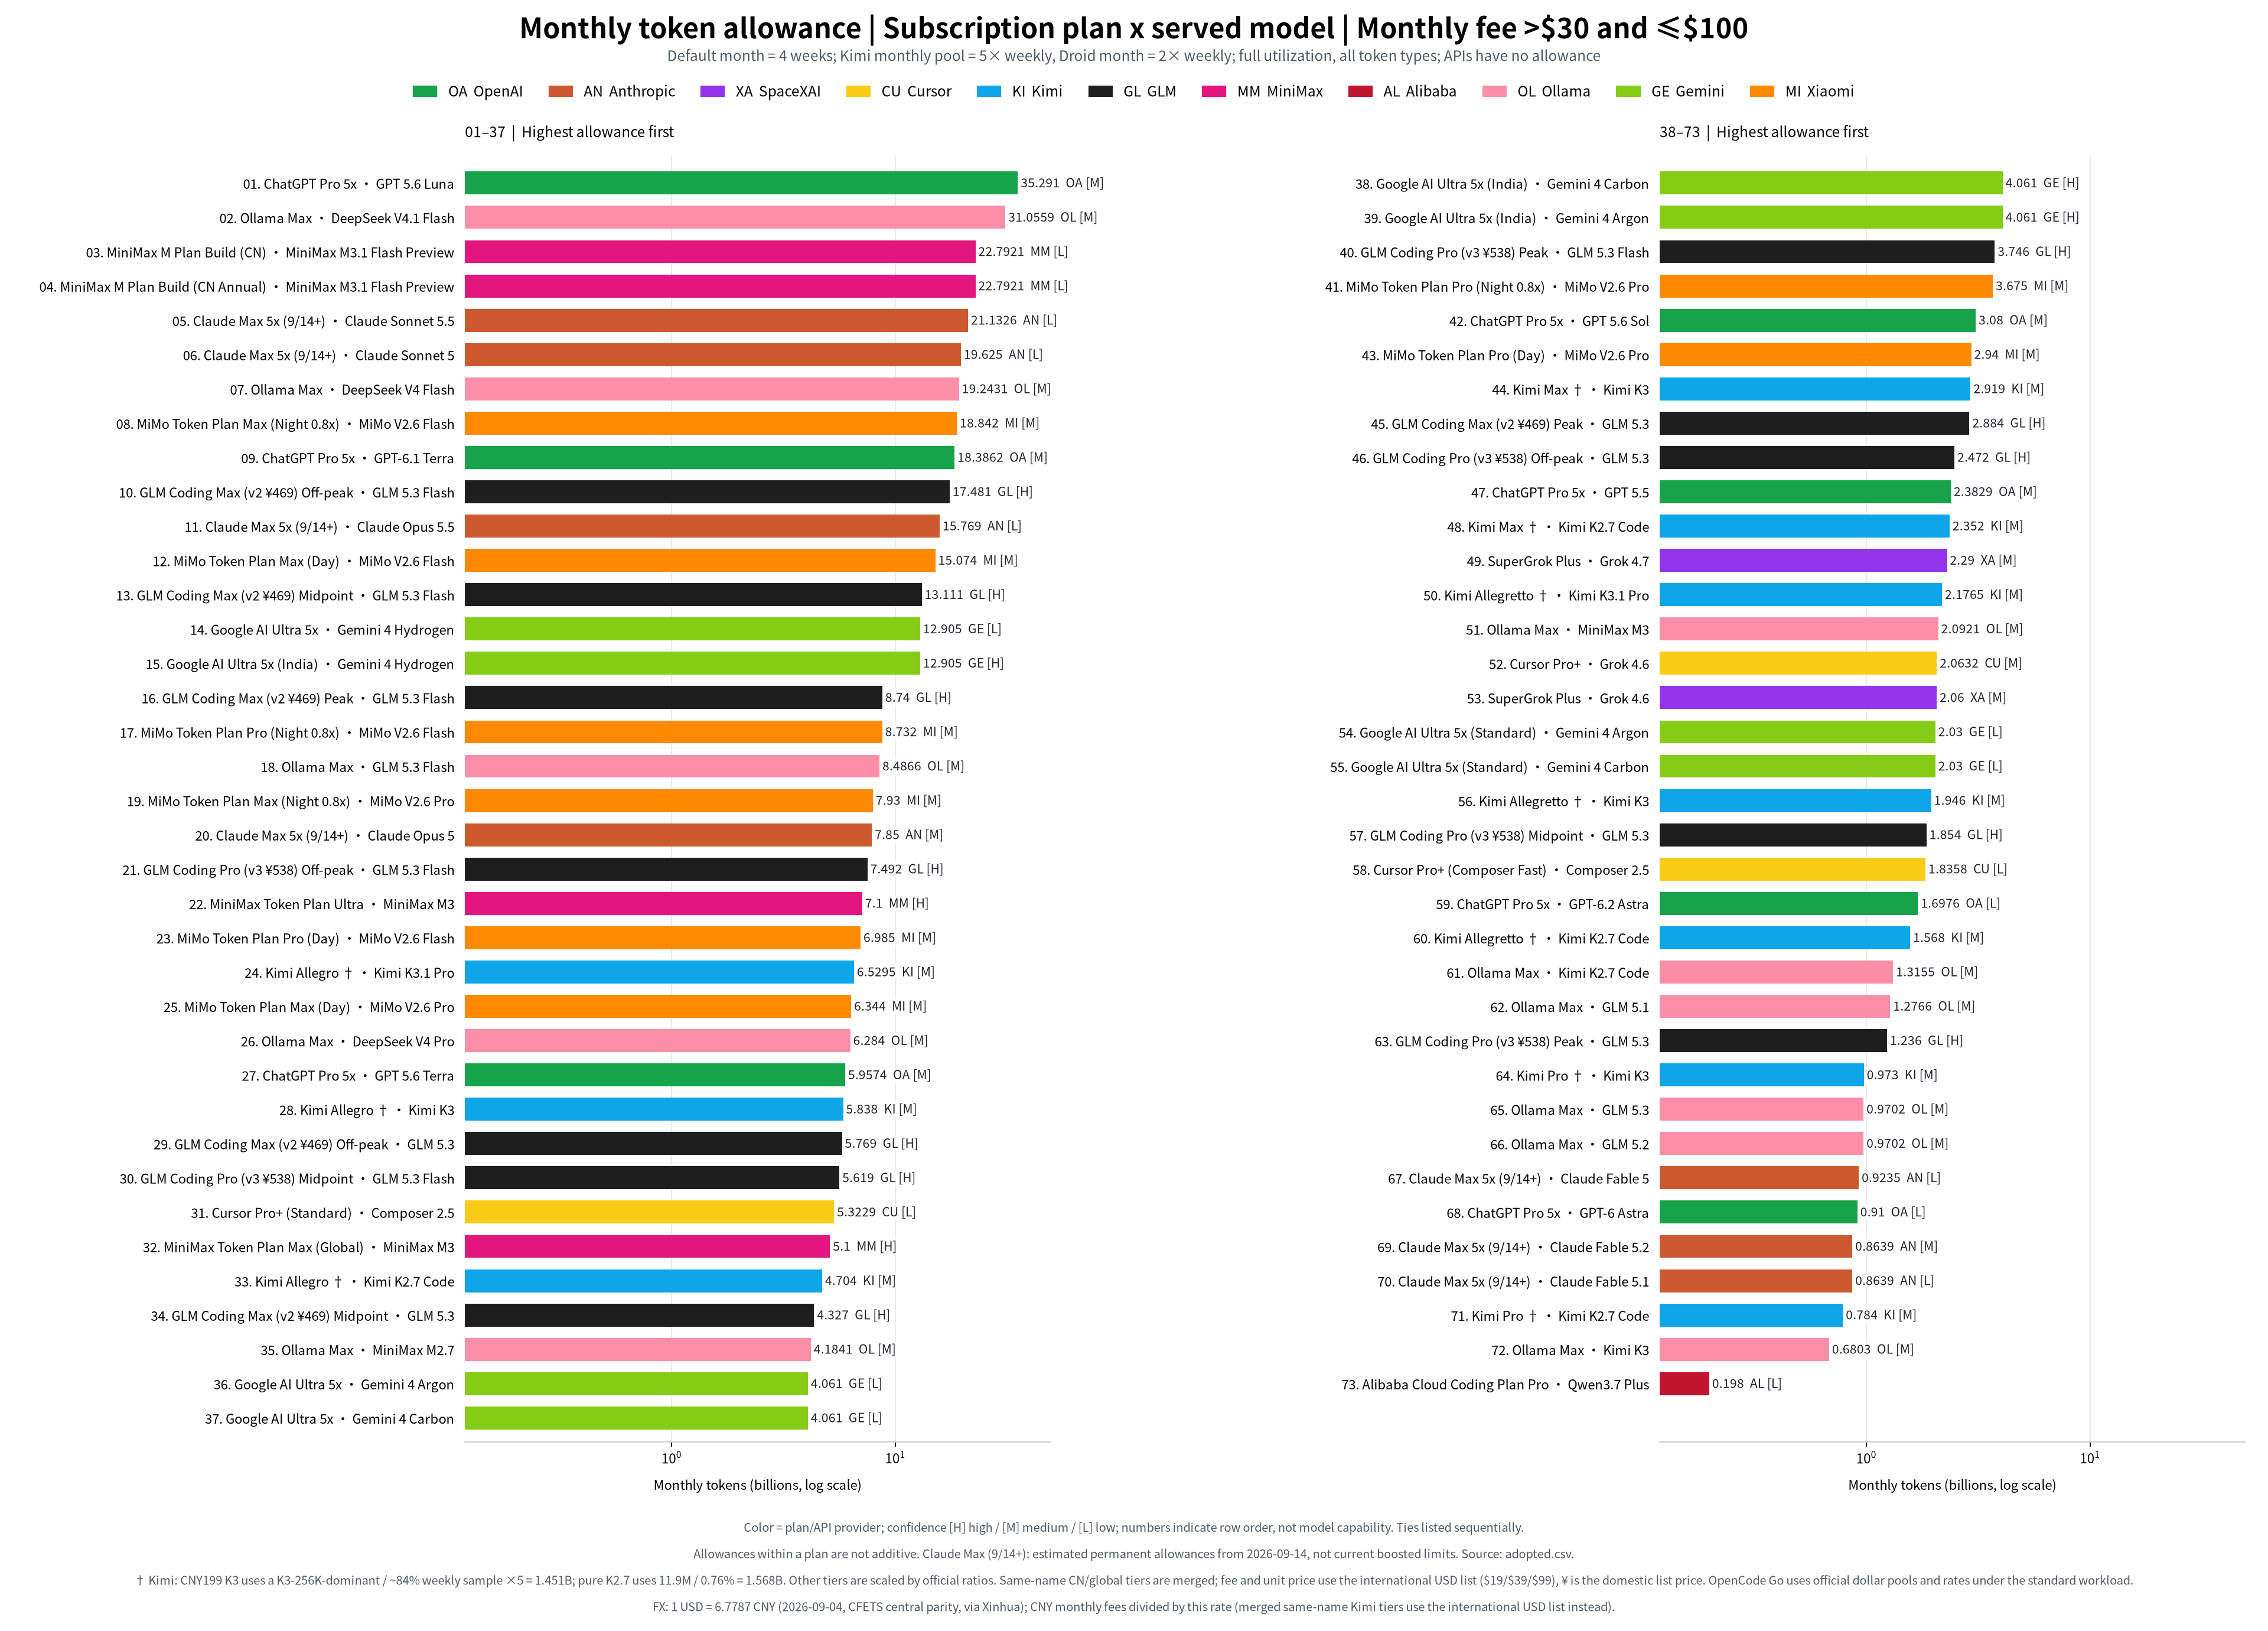 Monthly token allowance | Subscription plan x served model | Monthly fee >$30 and ≤$100
Default month = 4 weeks; Kimi monthly pool = 5× weekly, Droid month = 2× weekly; full utilization, all token types; APIs have no allowance
OA OpenAI  AN Anthropic  XA SpaceXAI  CU Cursor  KI Kimi  GL GLM  MM MiniMax  AL Alibaba  OL Ollama  GE Gemini  MI Xiaomi
01–37 | Highest allowance first
01. ChatGPT Pro 5x • GPT 5.6 Luna 35.291 OA [M]
02. Ollama Max • DeepSeek V4.1 Flash 31.0559 OL [M]
03. MiniMax M Plan Build (CN) • MiniMax M3.1 Flash Preview 22.7921 MM [L]
04. MiniMax M Plan Build (CN Annual) • MiniMax M3.1 Flash Preview 22.7921 MM [L]
05. Claude Max 5x (9/14+) • Claude Sonnet 5.5 21.1326 AN [L]
06. Claude Max 5x (9/14+) • Claude Sonnet 5 19.625 AN [L]
07. Ollama Max • DeepSeek V4 Flash 19.2431 OL [M]
08. MiMo Token Plan Max (Night 0.8x) • MiMo V2.6 Flash 18.842 MI [M]
09. ChatGPT Pro 5x • GPT-6.1 Terra 18.3862 OA [M]
10. GLM Coding Max (v2 ¥469) Off-peak • GLM 5.3 Flash 17.481 GL [H]
11. Claude Max 5x (9/14+) • Claude Opus 5.5 15.769 AN [L]
12. MiMo Token Plan Max (Day) • MiMo V2.6 Flash 15.074 MI [M]
13. GLM Coding Max (v2 ¥469) Midpoint • GLM 5.3 Flash 13.111 GL [H]
14. Google AI Ultra 5x • Gemini 4 Hydrogen 12.905 GE [L]
15. Google AI Ultra 5x (India) • Gemini 4 Hydrogen 12.905 GE [H]
16. GLM Coding Max (v2 ¥469) Peak • GLM 5.3 Flash 8.74 GL [H]
17. MiMo Token Plan Pro (Night 0.8x) • MiMo V2.6 Flash 8.732 MI [M]
18. Ollama Max • GLM 5.3 Flash 8.4866 OL [M]
19. MiMo Token Plan Max (Night 0.8x) • MiMo V2.6 Pro 7.93 MI [M]
20. Claude Max 5x (9/14+) • Claude Opus 5 7.85 AN [M]
21. GLM Coding Pro (v3 ¥538) Off-peak • GLM 5.3 Flash 7.492 GL [H]
22. MiniMax Token Plan Ultra • MiniMax M3 7.1 MM [H]
23. MiMo Token Plan Pro (Day) • MiMo V2.6 Flash 6.985 MI [M]
24. Kimi Allegro † • Kimi K3.1 Pro 6.5295 KI [M]
25. MiMo Token Plan Max (Day) • MiMo V2.6 Pro 6.344 MI [M]
26. Ollama Max • DeepSeek V4 Pro 6.284 OL [M]
27. ChatGPT Pro 5x • GPT 5.6 Terra 5.9574 OA [M]
28. Kimi Allegro † • Kimi K3 5.838 KI [M]
29. GLM Coding Max (v2 ¥469) Off-peak • GLM 5.3 5.769 GL [H]
30. GLM Coding Pro (v3 ¥538) Midpoint • GLM 5.3 Flash 5.619 GL [H]
31. Cursor Pro+ (Standard) • Composer 2.5 5.3229 CU [L]
32. MiniMax Token Plan Max (Global) • MiniMax M3 5.1 MM [H]
33. Kimi Allegro † • Kimi K2.7 Code 4.704 KI [M]
34. GLM Coding Max (v2 ¥469) Midpoint • GLM 5.3 4.327 GL [H]
35. Ollama Max • MiniMax M2.7 4.1841 OL [M]
36. Google AI Ultra 5x • Gemini 4 Argon 4.061 GE [L]
37. Google AI Ultra 5x • Gemini 4 Carbon 4.061 GE [L]
10⁰ 10¹
Monthly tokens (billions, log scale)
38–73 | Highest allowance first
38. Google AI Ultra 5x (India) • Gemini 4 Carbon 4.061 GE [H]
39. Google AI Ultra 5x (India) • Gemini 4 Argon 4.061 GE [H]
40. GLM Coding Pro (v3 ¥538) Peak • GLM 5.3 Flash 3.746 GL [H]
41. MiMo Token Plan Pro (Night 0.8x) • MiMo V2.6 Pro 3.675 MI [M]
42. ChatGPT Pro 5x • GPT 5.6 Sol 3.08 OA [M]
43. MiMo Token Plan Pro (Day) • MiMo V2.6 Pro 2.94 MI [M]
44. Kimi Max † • Kimi K3 2.919 KI [M]
45. GLM Coding Max (v2 ¥469) Peak • GLM 5.3 2.884 GL [H]
46. GLM Coding Pro (v3 ¥538) Off-peak • GLM 5.3 2.472 GL [H]
47. ChatGPT Pro 5x • GPT 5.5 2.3829 OA [M]
48. Kimi Max † • Kimi K2.7 Code 2.352 KI [M]
49. SuperGrok Plus • Grok 4.7 2.29 XA [M]
50. Kimi Allegretto † • Kimi K3.1 Pro 2.1765 KI [M]
51. Ollama Max • MiniMax M3 2.0921 OL [M]
52. Cursor Pro+ • Grok 4.6 2.0632 CU [M]
53. SuperGrok Plus • Grok 4.6 2.06 XA [M]
54. Google AI Ultra 5x (Standard) • Gemini 4 Argon 2.03 GE [L]
55. Google AI Ultra 5x (Standard) • Gemini 4 Carbon 2.03 GE [L]
56. Kimi Allegretto † • Kimi K3 1.946 KI [M]
57. GLM Coding Pro (v3 ¥538) Midpoint • GLM 5.3 1.854 GL [H]
58. Cursor Pro+ (Composer Fast) • Composer 2.5 1.8358 CU [L]
59. ChatGPT Pro 5x • GPT-6.2 Astra 1.6976 OA [L]
60. Kimi Allegretto † • Kimi K2.7 Code 1.568 KI [M]
61. Ollama Max • Kimi K2.7 Code 1.3155 OL [M]
62. Ollama Max • GLM 5.1 1.2766 OL [M]
63. GLM Coding Pro (v3 ¥538) Peak • GLM 5.3 1.236 GL [H]
64. Kimi Pro † • Kimi K3 0.973 KI [M]
65. Ollama Max • GLM 5.3 0.9702 OL [M]
66. Ollama Max • GLM 5.2 0.9702 OL [M]
67. Claude Max 5x (9/14+) • Claude Fable 5 0.9235 AN [L]
68. ChatGPT Pro 5x • GPT-6 Astra 0.91 OA [L]
69. Claude Max 5x (9/14+) • Claude Fable 5.2 0.8639 AN [M]
70. Claude Max 5x (9/14+) • Claude Fable 5.1 0.8639 AN [L]
71. Kimi Pro † • Kimi K2.7 Code 0.784 KI [M]
72. Ollama Max • Kimi K3 0.6803 OL [M]
73. Alibaba Cloud Coding Plan Pro • Qwen3.7 Plus 0.198 AL [L]
10⁰ 10¹
Monthly tokens (billions, log scale)
Color = plan/API provider; confidence [H] high / [M] medium / [L] low; numbers indicate row order, not model capability. Ties listed sequentially.
Allowances within a plan are not additive. Claude Max (9/14+): estimated permanent allowances from 2026-09-14, not current boosted limits. Source: adopted.csv.
† Kimi: CNY199 K3 uses a K3-256K-dominant / ~84% weekly sample ×5 = 1.451B; pure K2.7 uses 11.9M / 0.76% = 1.568B. Other tiers are scaled by official ratios. Same-name CN/global tiers are merged; fee and unit price use the international USD list ($19/$39/$99), ¥ is the domestic list price. OpenCode Go uses official dollar pools and rates under the standard workload.
FX: 1 USD = 6.7787 CNY (2026-09-04, CFETS central parity, via Xinhua); CNY monthly fees divided by this rate (merged same-name Kimi tiers use the international USD list instead).